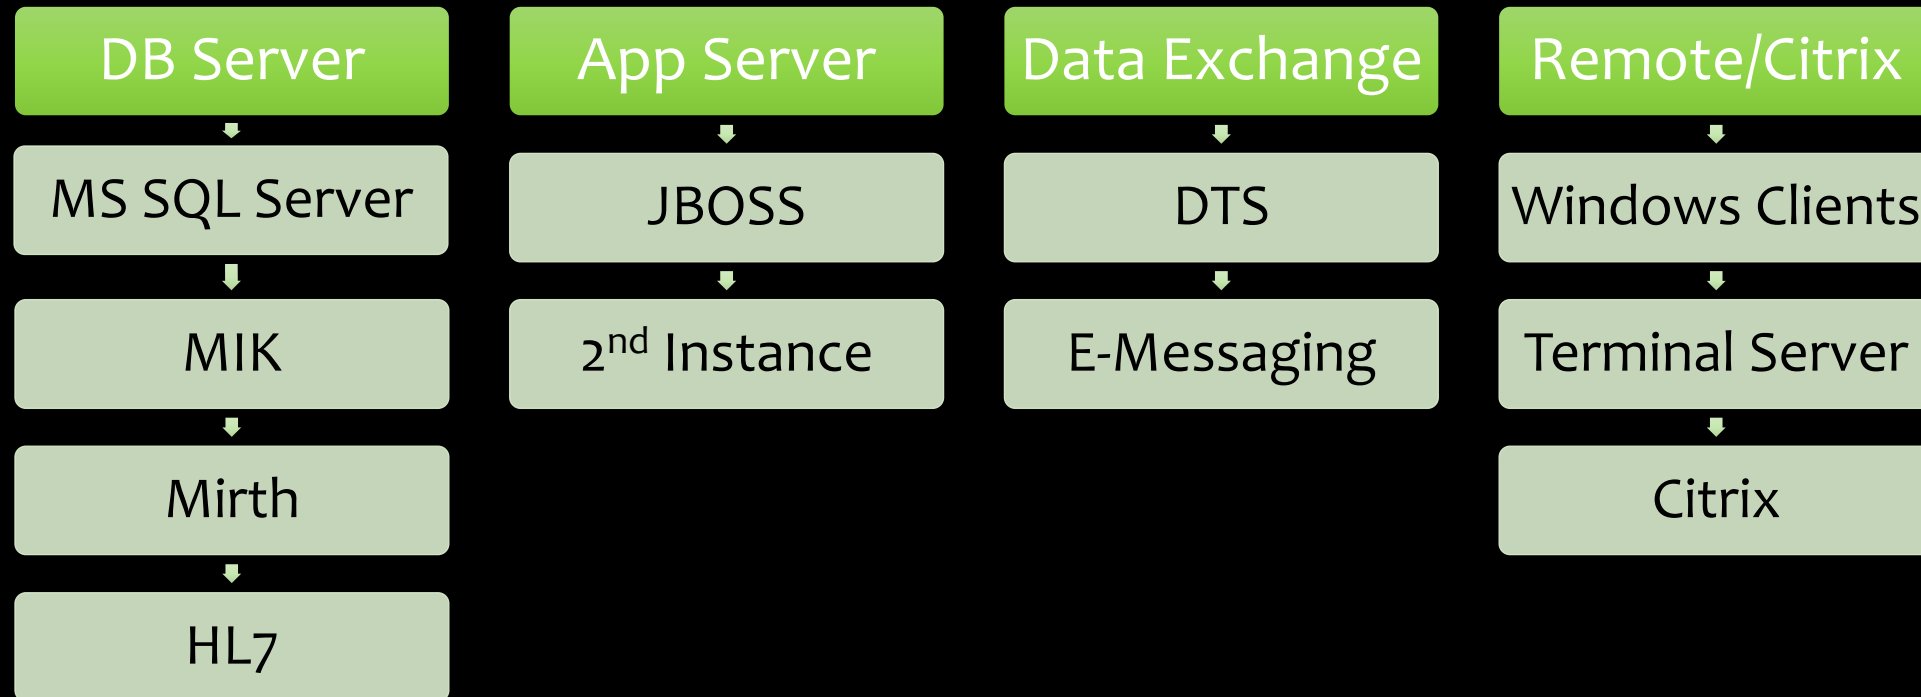 DB Server
MS SQL Server
MIK
Mirth
HL7
App Server
JBOSS
2nd Instance
Data Exchange
DTS
E-Messaging
Remote/Citrix
Windows Clients
Terminal Server
Citrix